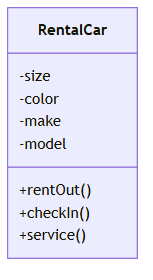 RentalCar
-size
-color
-make
-model
+rentOut()
+checkIn()
+service()